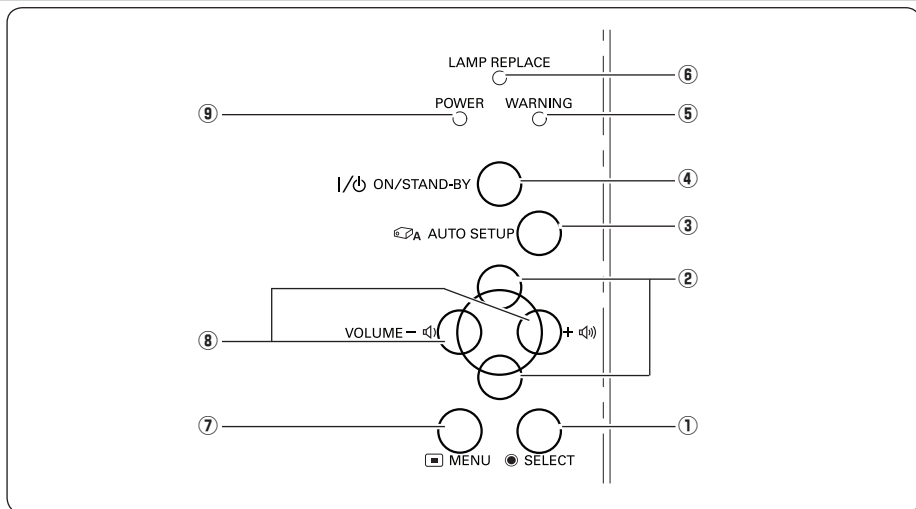 LAMP REPLACE
⑥
⑨
POWER
WARNING
⑤
ON/STAND-BY
④
A AUTO SETUP
③
②
VOLUME −
+
⑧
⑦
①
MENU
SELECT